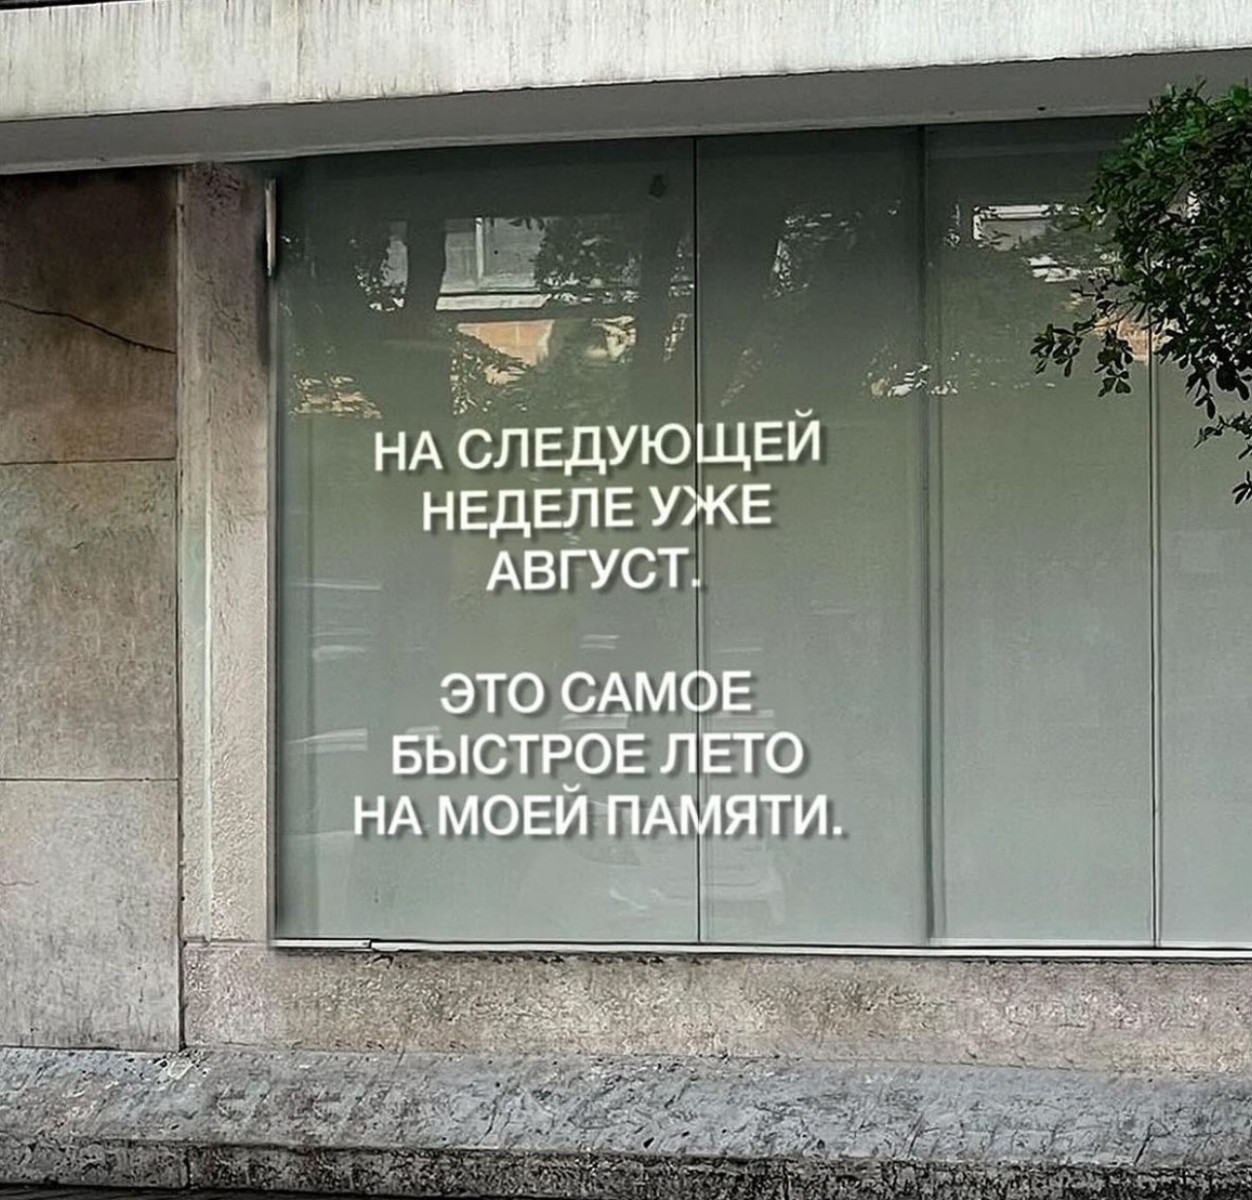 НА СЛЕДУЮЩЕЙ
НЕДЕЛЕ УЖЕ
АВГУСТ.
ЭТО САМОЕ
БЫСТРОЕ ЛЕТО
НА МОЕЙ ПАМЯТИ.